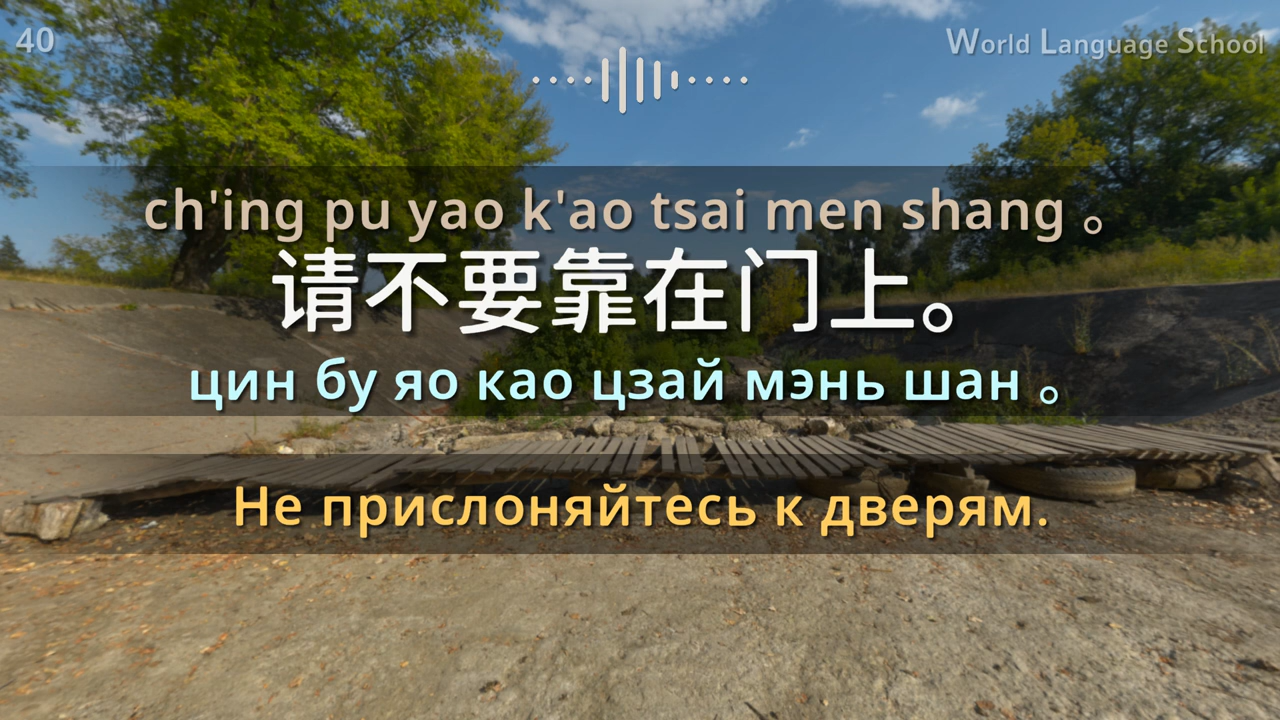 40
World Language School
ch'ing pu yao k'ao tsai men shang 。
请不要靠在门上。
цин бу яо као цзай мэнь шан 。
Не прислоняйтесь к дверям.